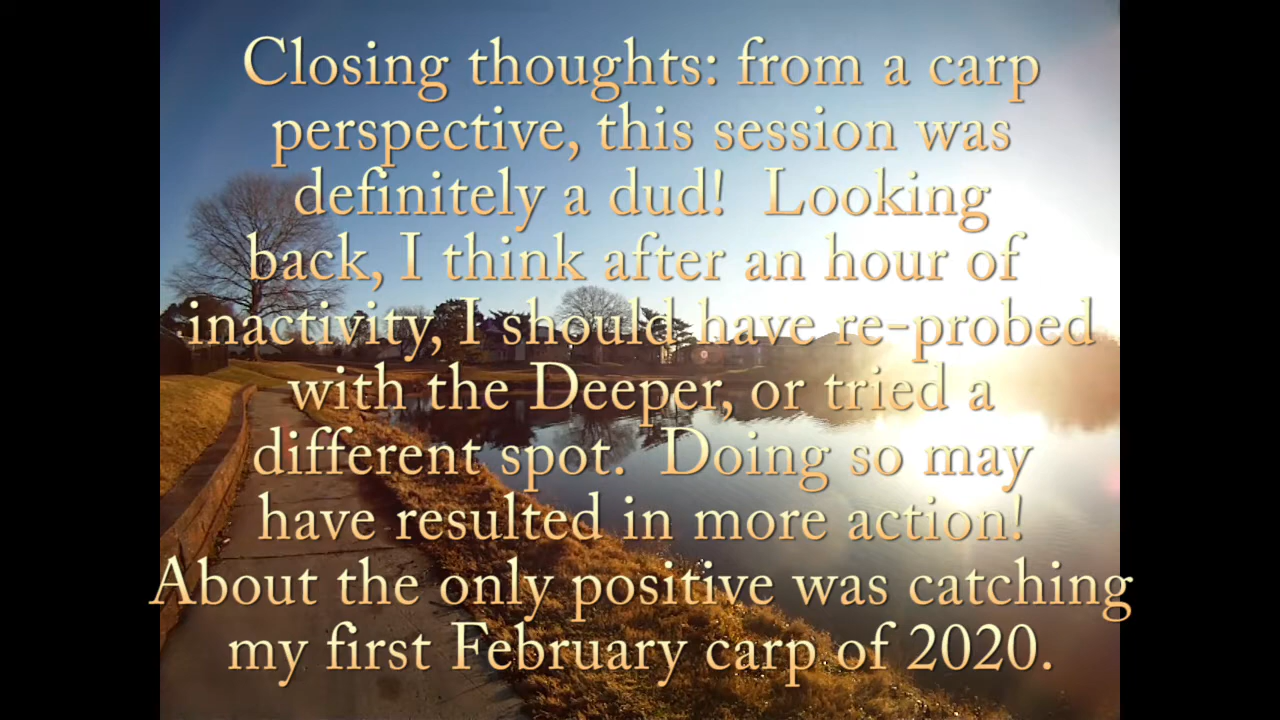 Closing thoughts: from a carp
perspective, this session was
definitely a dud!  Looking
back, I think after an hour of
inactivity, I should have re-probed
with the Deeper, or tried a
different spot.  Doing so may
have resulted in more action!
About the only positive was catching
my first February carp of 2020.